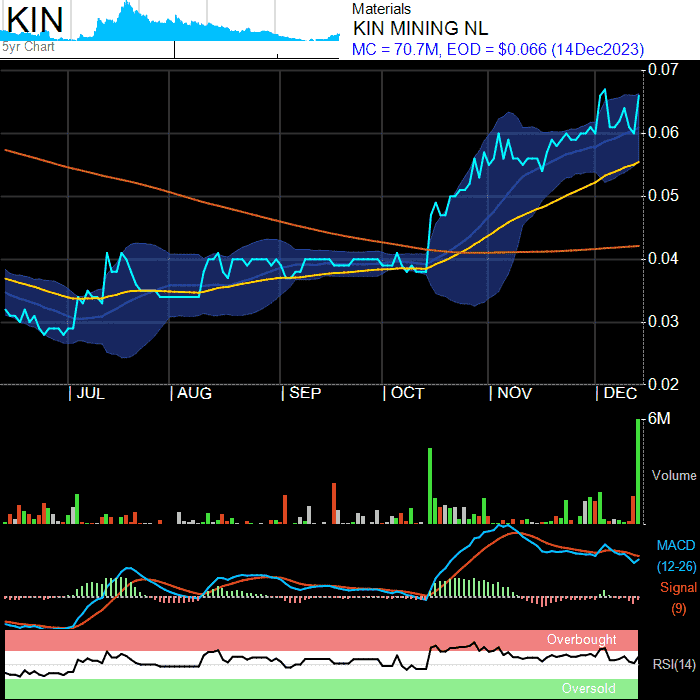 KIN
5yr Chart
Materials
KIN MINING NL
MC = 70.7M, EOD = $0.066 (14Dec2023)
0.07
0.06
0.05
0.04
0.03
0.02
JUL AUG SEP OCT NOV DEC
6M
Volume
MACD
(12-26)
Signal
(9)
Overbought
RSI(14)
Oversold